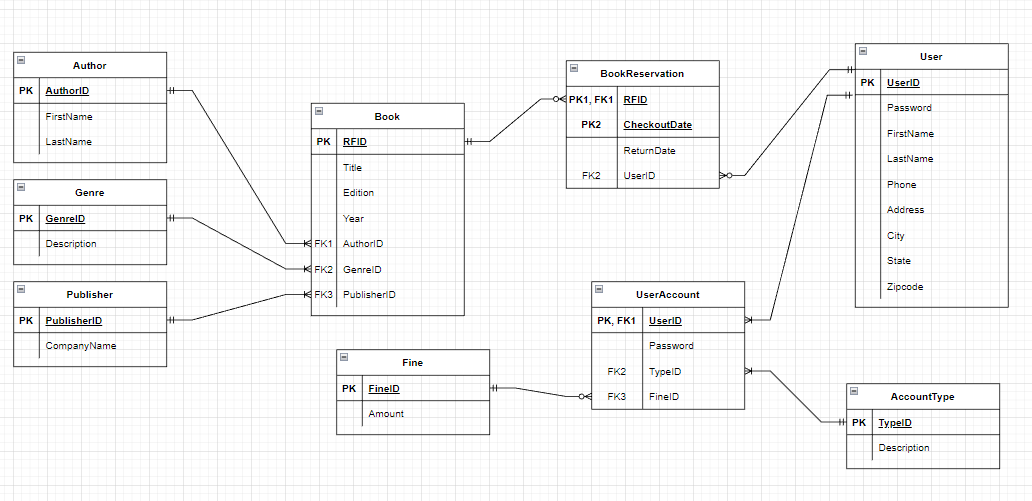 Author
PK AuthorID
FirstName
LastName
Genre
PK GenreID
Description
Publisher
PK PublisherID
CompanyName
Book
PK RFID
Title
Edition
Year
FK1 AuthorID
FK2 GenreID
FK3 PublisherID
Fine
PK FineID
Amount
BookReservation
PK1, FK1 RFID
PK2 CheckoutDate
ReturnDate
FK2 UserID
UserAccount
PK, FK1 UserID
Password
FK2 TypeID
FK3 FineID
User
PK UserID
Password
FirstName
LastName
Phone
Address
City
State
Zipcode
AccountType
PK TypeID
Description